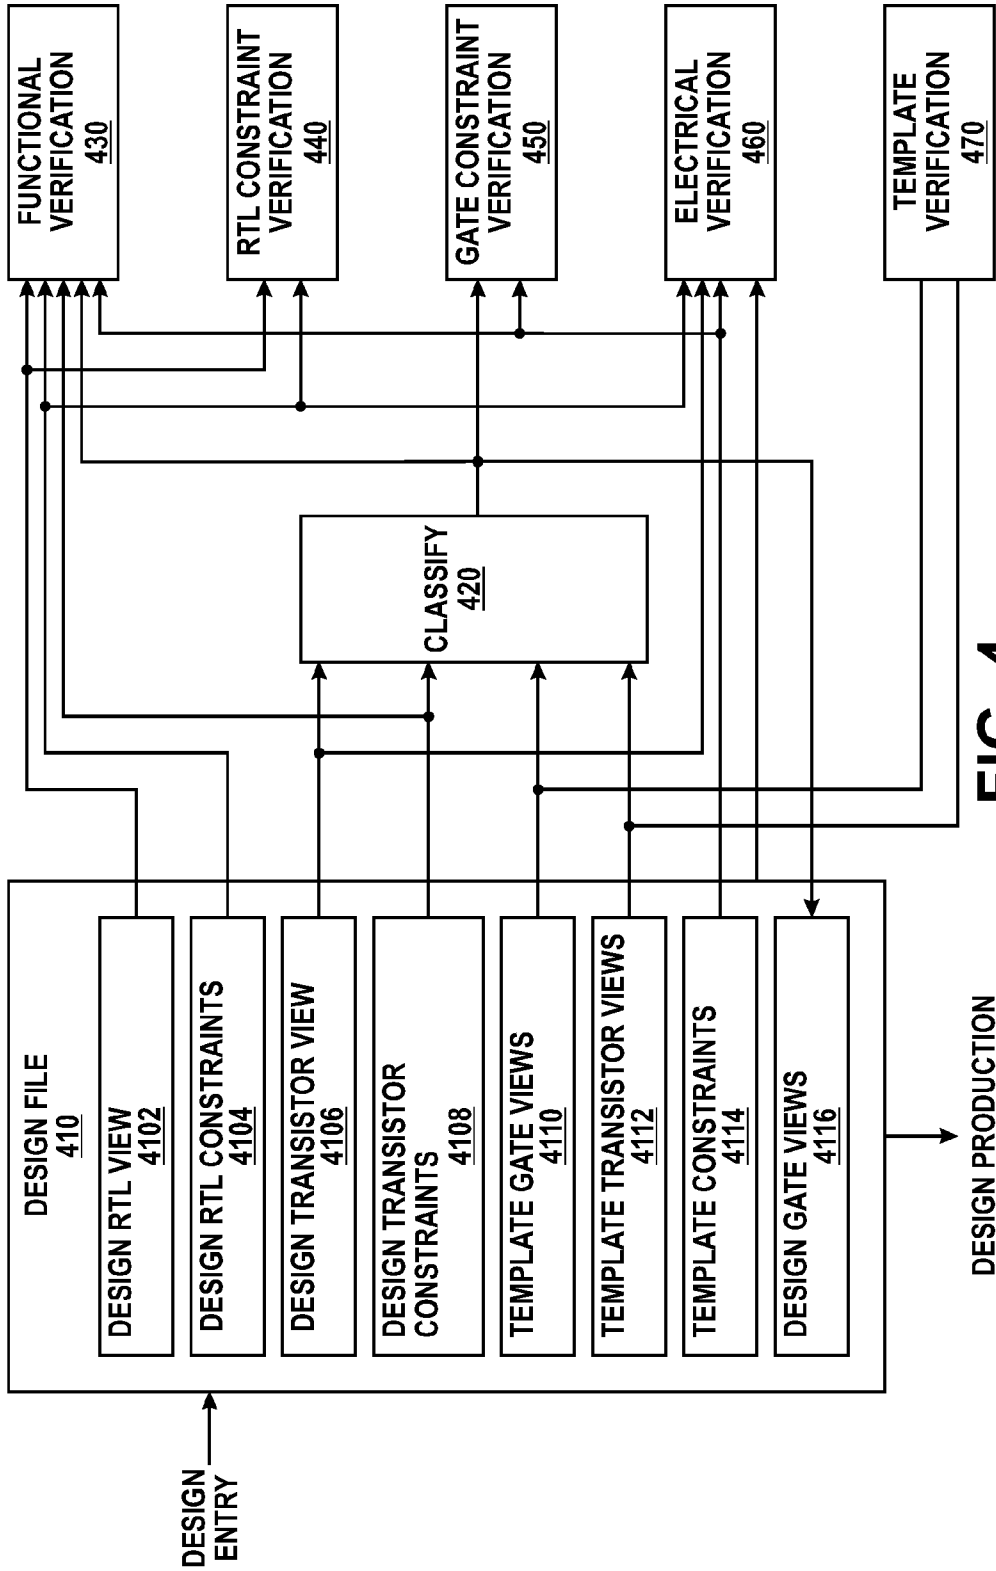 DESIGN
ENTRY
DESIGN FILE
410
DESIGN RTL VIEW
4102
DESIGN RTL CONSTRAINTS
4104
DESIGN TRANSISTOR VIEW
4106
DESIGN TRANSISTOR
CONSTRAINTS
4108
TEMPLATE GATE VIEWS
4110
TEMPLATE TRANSISTOR VIEWS
4112
TEMPLATE CONSTRAINTS
4114
DESIGN GATE VIEWS
4116
DESIGN PRODUCTION
CLASSIFY
420
FUNCTIONAL
VERIFICATION
430
RTL CONSTRAINT
VERIFICATION
440
GATE CONSTRAINT
VERIFICATION
450
ELECTRICAL
VERIFICATION
460
TEMPLATE
VERIFICATION
470